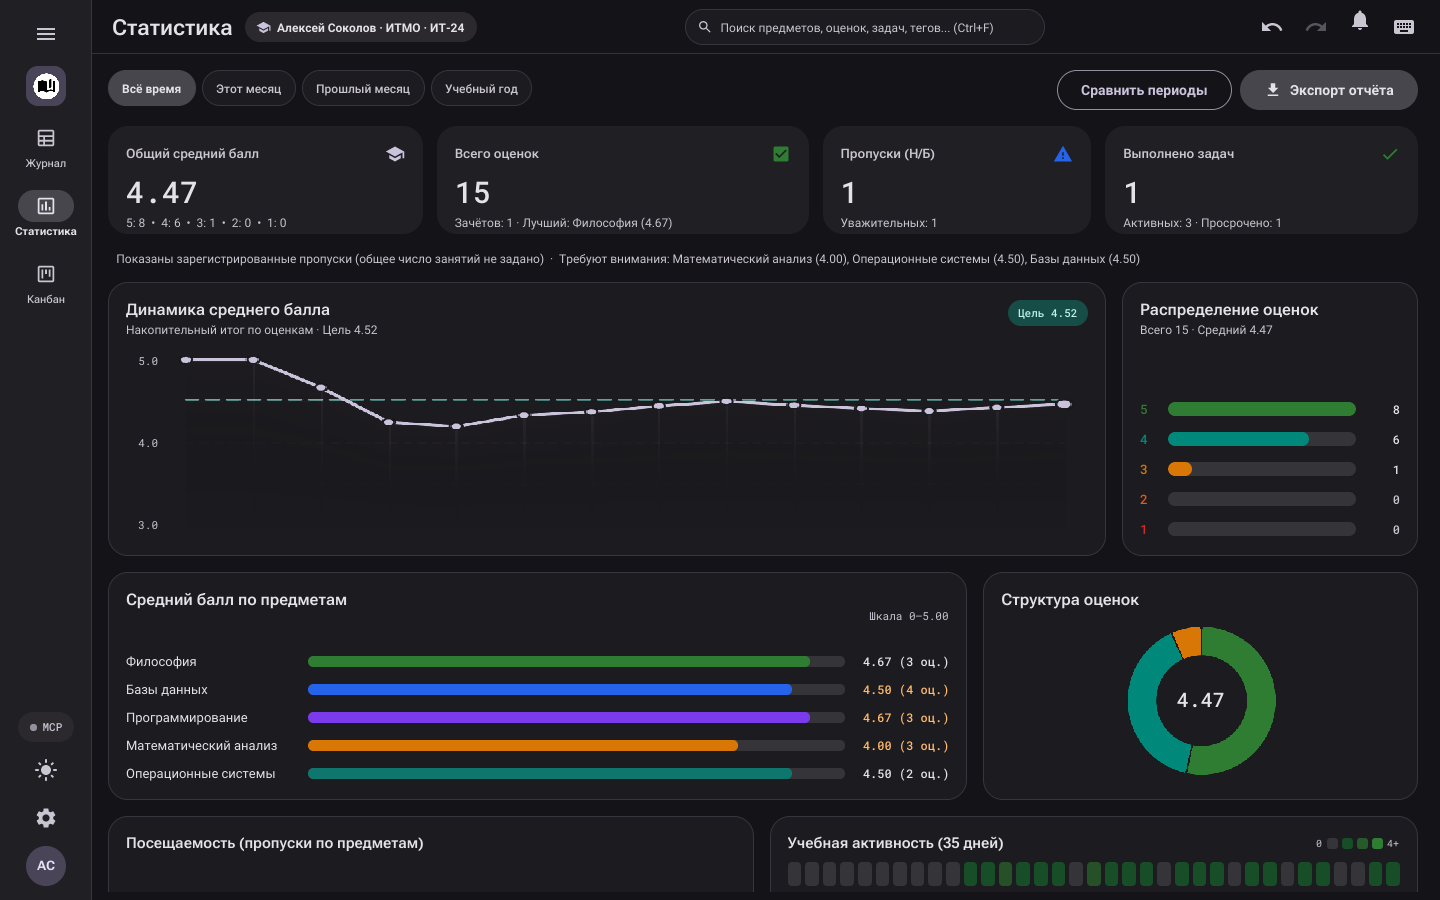 Статистика
Алексей Соколов · ИТМО · ИТ-24
Поиск предметов, оценок, задач, тегов... (Ctrl+F)
Журнал
Статистика
Канбан
MCP
АС
Всё время
Этот месяц
Прошлый месяц
Учебный год
Сравнить периоды
Экспорт отчёта
Общий средний балл
4.47
5: 8 • 4: 6 • 3: 1 • 2: 0 • 1: 0
Всего оценок
15
Зачётов: 1 · Лучший: Философия (4.67)
Пропуски (Н/Б)
1
Уважительных: 1
Выполнено задач
1
Активных: 3 · Просрочено: 1
Показаны зарегистрированные пропуски (общее число занятий не задано) · Требуют внимания: Математический анализ (4.00), Операционные системы (4.50), Базы данных (4.50)
Динамика среднего балла
Накопительный итог по оценкам · Цель 4.52
Цель 4.52
5.0
4.0
3.0
Распределение оценок
Всего 15 · Средний 4.47
5 8
4 6
3 1
2 0
1 0
Средний балл по предметам
Шкала 0–5.00
Философия 4.67 (3 оц.)
Базы данных 4.50 (4 оц.)
Программирование 4.67 (3 оц.)
Математический анализ 4.00 (3 оц.)
Операционные системы 4.50 (2 оц.)
Структура оценок
4.47
Посещаемость (пропуски по предметам)
Учебная активность (35 дней)
0 4+